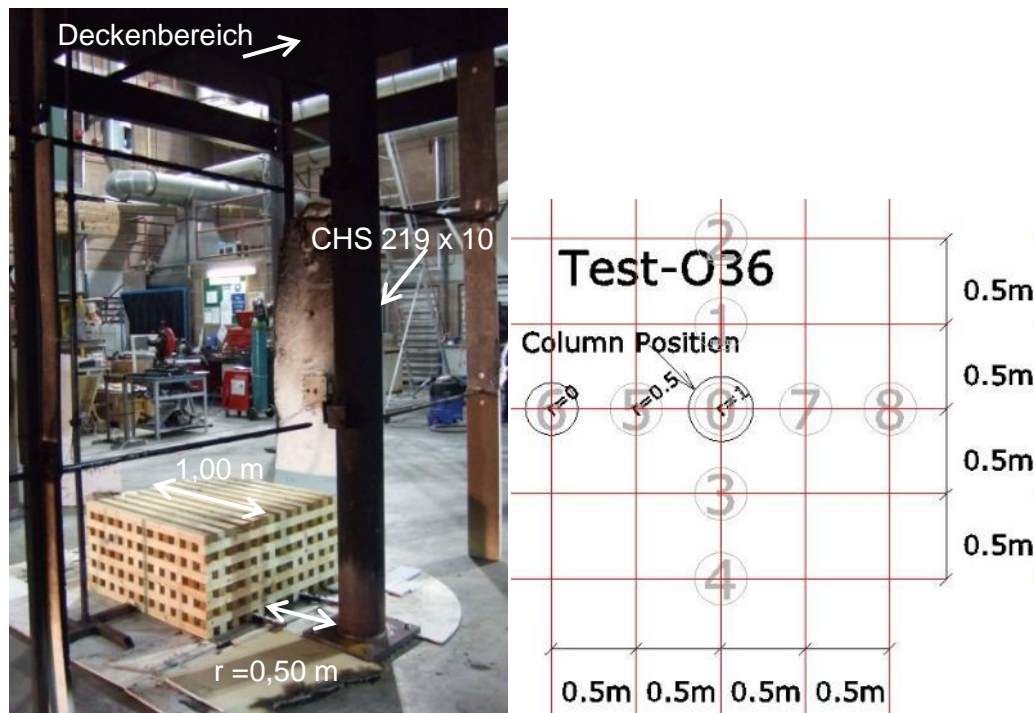 Deckenbereich
CHS 219 x 10
1,00 m
r =0,50 m
Test-O36
Column Position
2
1
6 5 0 7 8
r=0 r=0.5 r=1
3
4
0.5m
0.5m
0.5m
0.5m
0.5m 0.5m 0.5m 0.5m